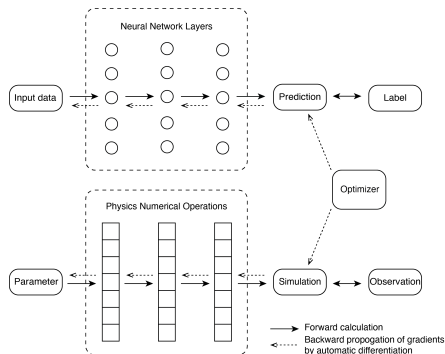 Neural Network Layers
Input data
Prediction
Label
Optimizer
Physics Numerical Operations
Parameter
Simulation
Observation
Forward calculation
Backward propogation of gradients
by automatic differentiation